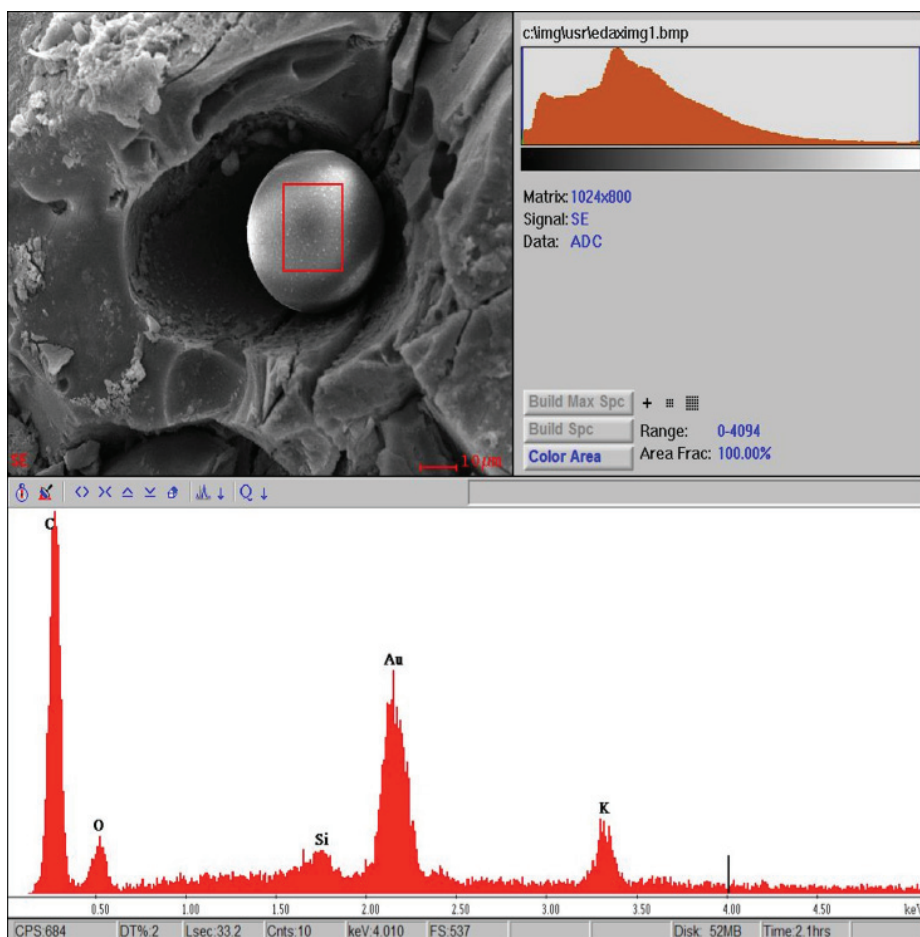 c:\img\usr\edaximg1.bmp
Matrix: 1024x800
Signal: SE
Data: ADC
Build Max Spc
Build Spc
Range: 0-4094
Color Area
Area Frac: 100.00%
SE
10 µm
Q
C
O
Si
Au
K
0.50 1.00 1.50 2.00 2.50 3.00 3.50 4.00 4.50 keV
CPS:684 DT%:2 Lsec:33.2 Cnts:10 keV:4.010 FS:537 Disk: 52MB Time:2.1hrs